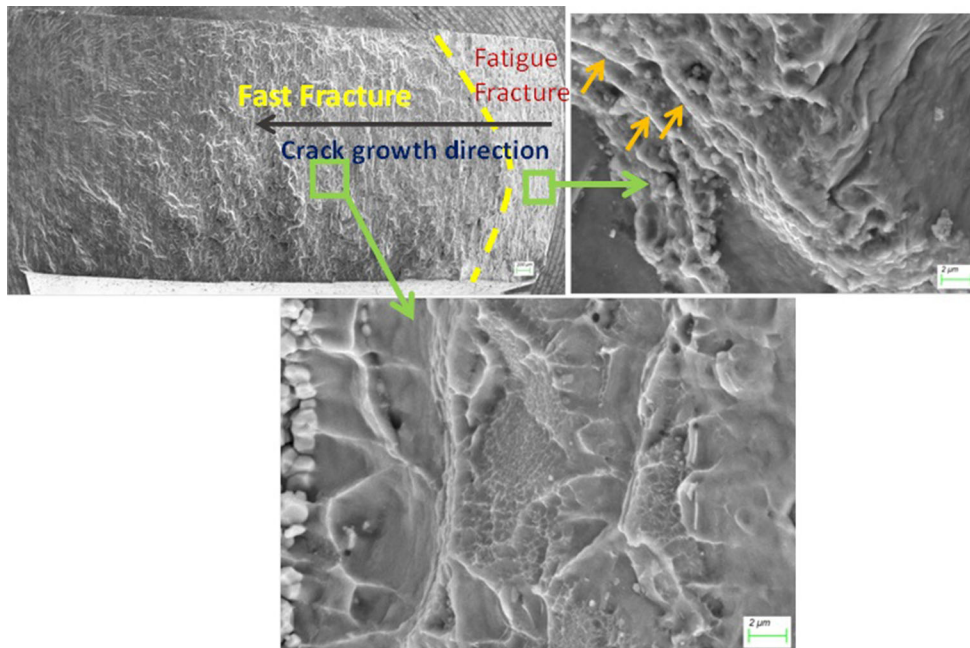 Fatigue
Fracture
Fast Fracture
Crack growth direction
2 µm
2 µm